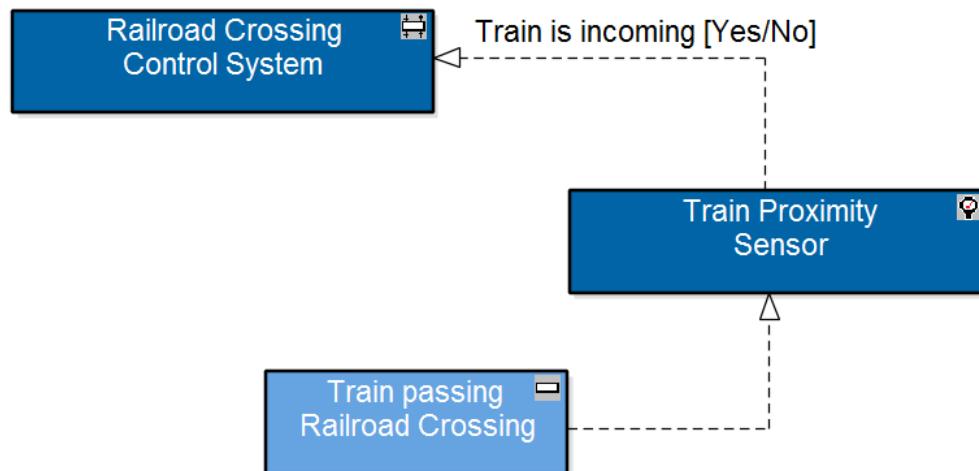 Railroad Crossing
Control System
Train is incoming [Yes/No]
Train Proximity
Sensor
Train passing
Railroad Crossing